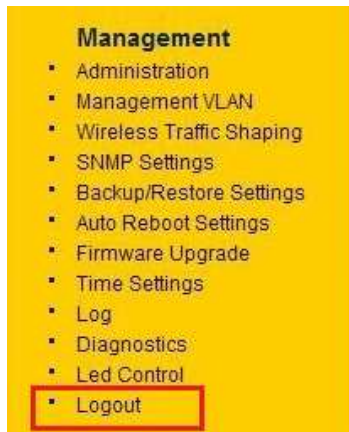 Management
Administration
Management VLAN
Wireless Traffic Shaping
SNMP Settings
Backup/Restore Settings
Auto Reboot Settings
Firmware Upgrade
Time Settings
Log
Diagnostics
Led Control
Logout